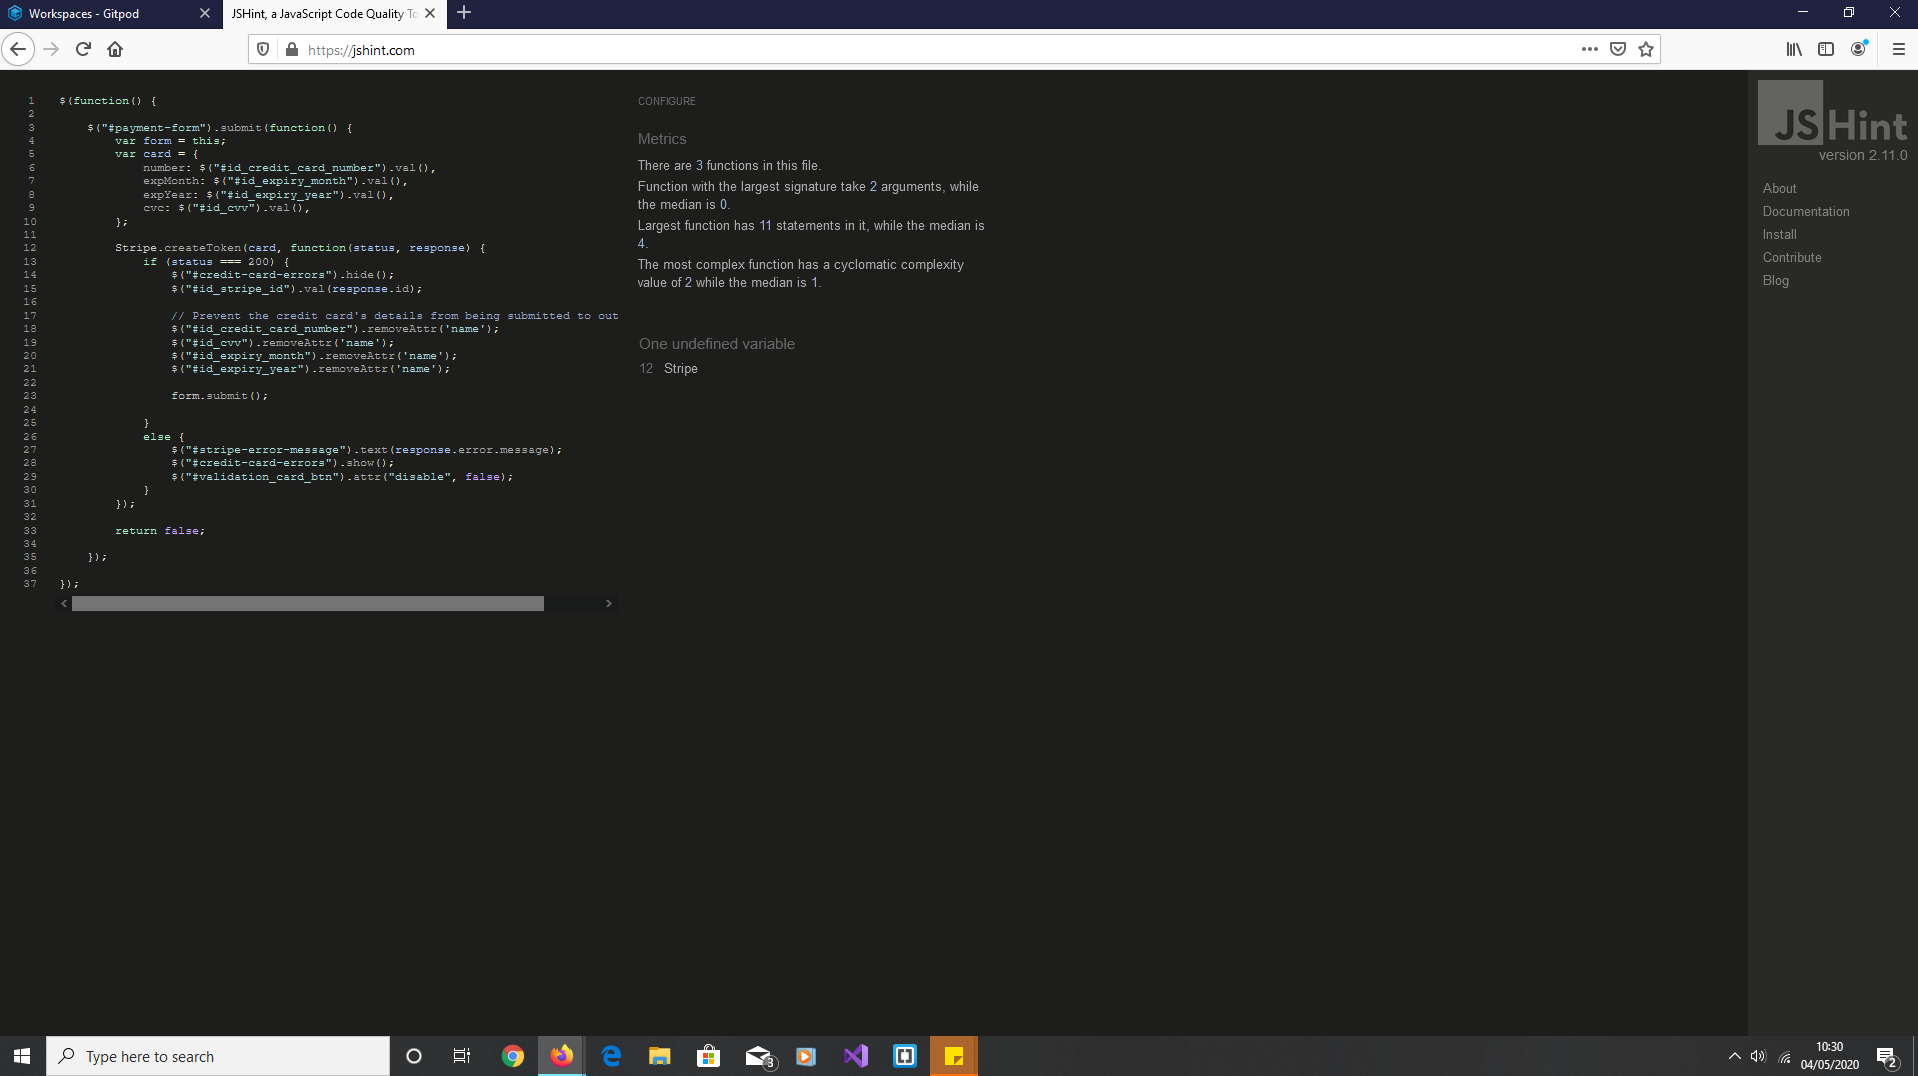 Workspaces - Gitpod
JSHint, a JavaScript Code Quality To
https://jshint.com
1 $(function() {
2
3 $("#payment-form").submit(function() {
4 var form = this;
5 var card = {
6 number: $("#id_credit_card_number").val(),
7 expMonth: $("#id_expiry_month").val(),
8 expYear: $("#id_expiry_year").val(),
9 cvc: $("#id_cvv").val(),
10 };
11
12 Stripe.createToken(card, function(status, response) {
13 if (status === 200) {
14 $("#credit-card-errors").hide();
15 $("#id_stripe_id").val(response.id);
16
17 // Prevent the credit card's details from being submitted to out
18 $("#id_credit_card_number").removeAttr('name');
19 $("#id_cvv").removeAttr('name');
20 $("#id_expiry_month").removeAttr('name');
21 $("#id_expiry_year").removeAttr('name');
22
23 form.submit();
24
25 }
26 else {
27 $("#stripe-error-message").text(response.error.message);
28 $("#credit-card-errors").show();
29 $("#validation_card_btn").attr("disable", false);
30 }
31 });
32
33 return false;
34
35 });
36
37 });
CONFIGURE
Metrics
There are 3 functions in this file.
Function with the largest signature take 2 arguments, while
the median is 0.
Largest function has 11 statements in it, while the median is
4.
The most complex function has a cyclomatic complexity
value of 2 while the median is 1.
One undefined variable
12 Stripe
JSHint
version 2.11.0
About
Documentation
Install
Contribute
Blog
Type here to search
3
10:30
04/05/2020
2